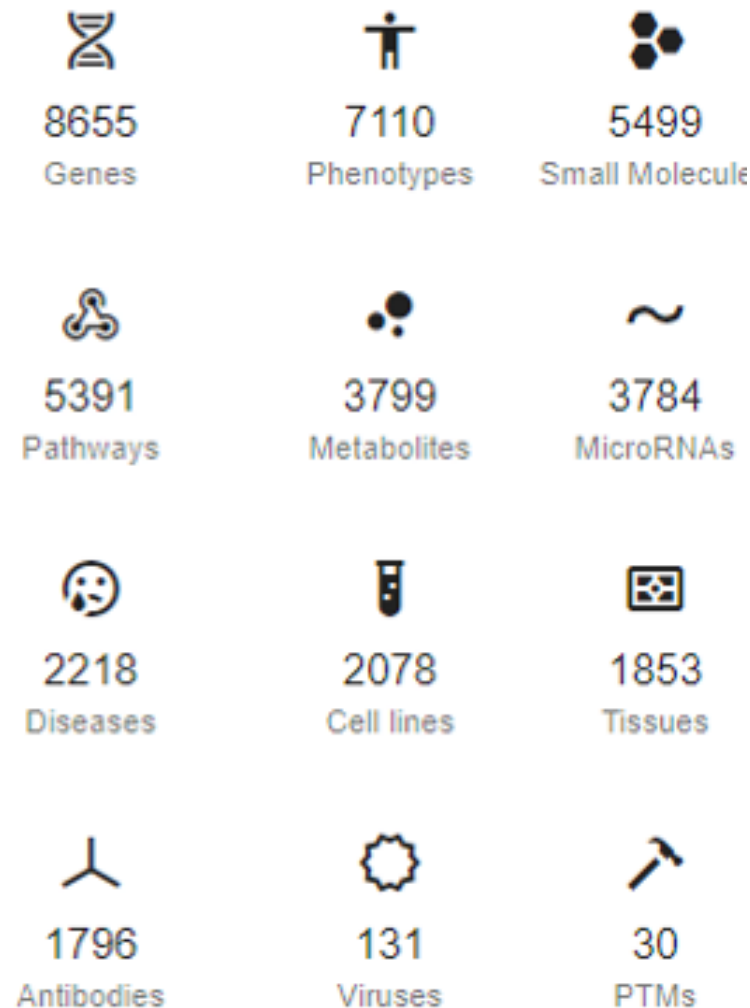 8655 7110 5499
Genes Phenotypes Small Molecule
5391 3799 3784
Pathways Metabolites MicroRNAs
2218 2078 1853
Diseases Cell lines Tissues
1796 131 30
Antibodies Viruses PTMs